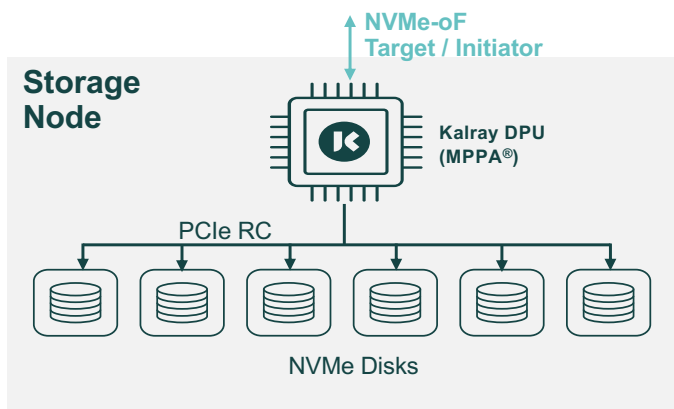 NVMe-oF
Target / Initiator
Storage
Node
Kalray DPU
(MPPA®)
PCIe RC
NVMe Disks